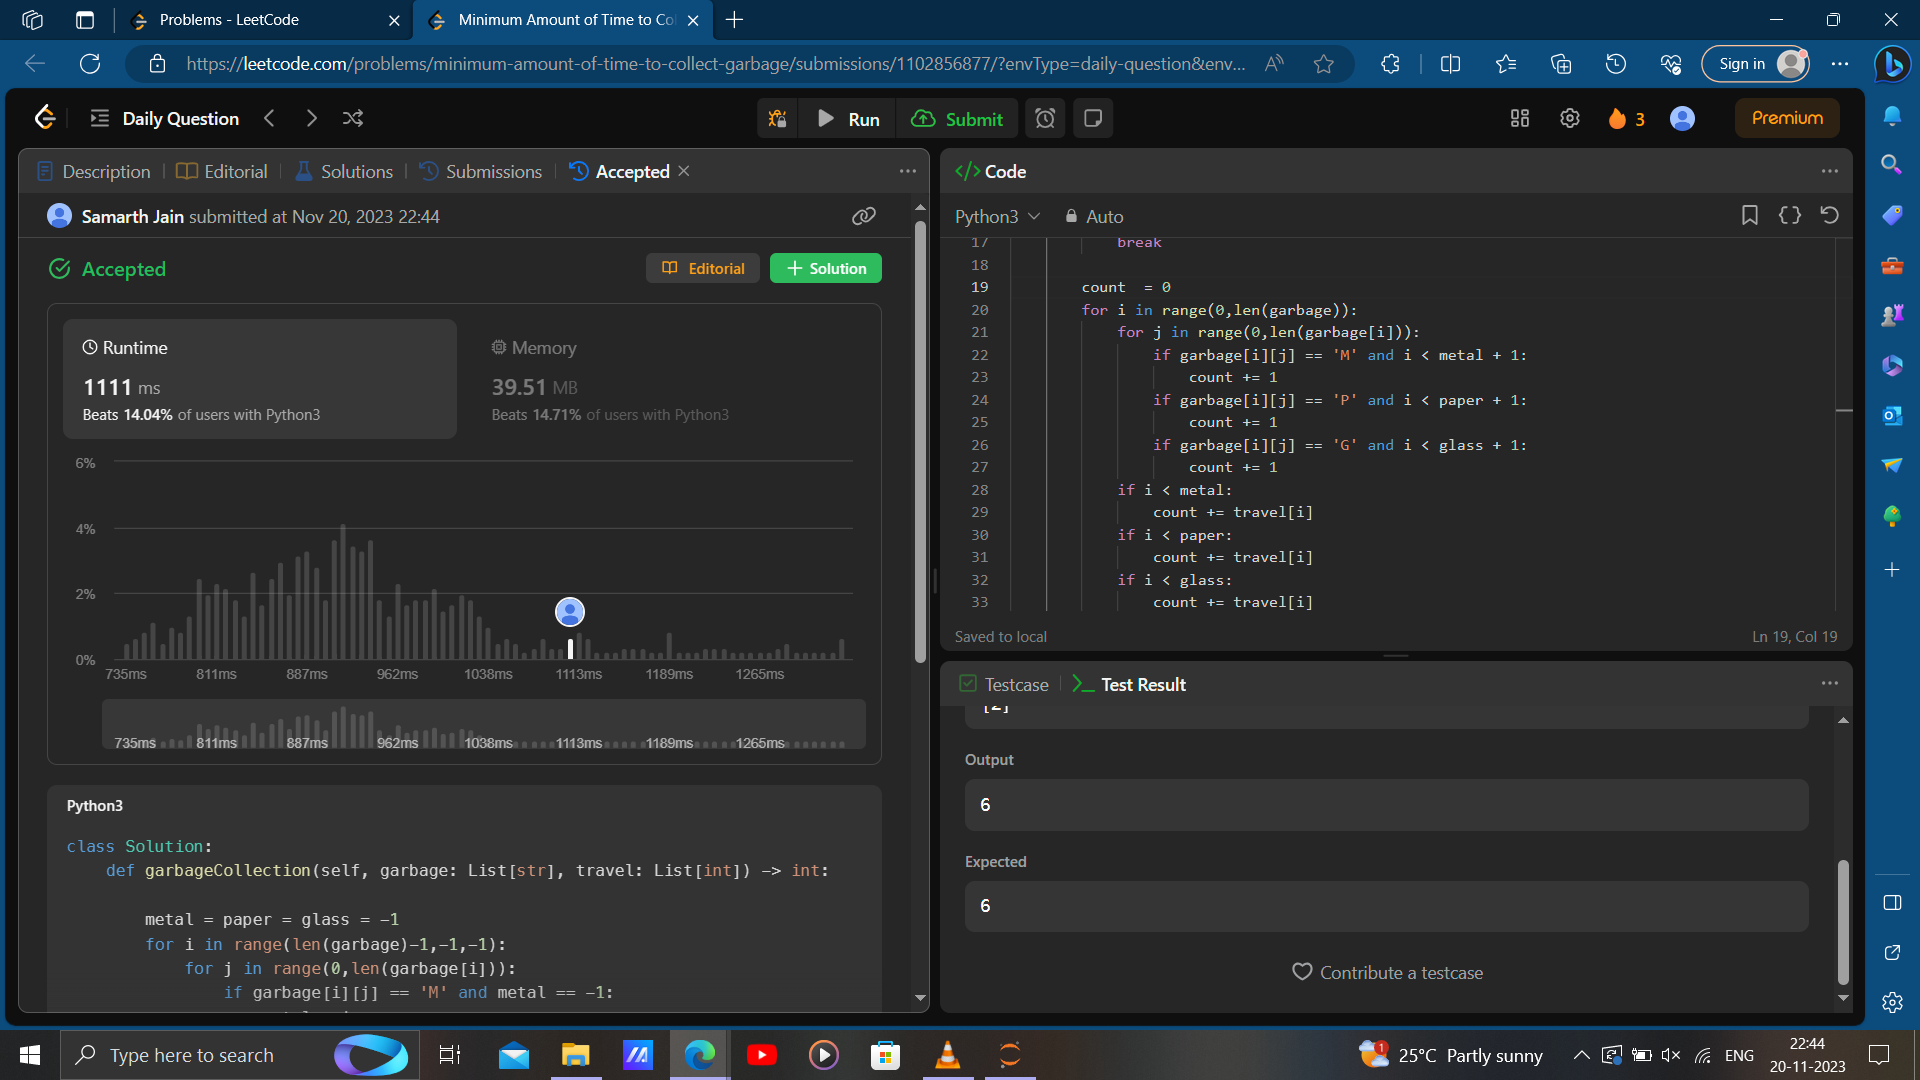 Problems - LeetCode
Minimum Amount of Time to Co
https://leetcode.com/problems/minimum-amount-of-time-to-collect-garbage/submissions/1102856877/?envType=daily-question&env...
Sign in
Daily Question
Run
Submit
3
Premium
Description
Editorial
Solutions
Submissions
Accepted
Samarth Jain submitted at Nov 20, 2023 22:44
Accepted
Editorial
Solution
Runtime
1111 ms
Beats 14.04% of users with Python3
Memory
39.51 MB
Beats 14.71% of users with Python3
6%
4%
2%
0%
735ms 811ms 887ms 962ms 1038ms 1113ms 1189ms 1265ms
735ms 811ms 887ms 962ms 1038ms 1113ms 1189ms 1265ms
Python3
class Solution:
def garbageCollection(self, garbage: List[str], travel: List[int]) -> int:
metal = paper = glass = -1
for i in range(len(garbage)-1,-1,-1):
for j in range(0,len(garbage[i])):
if garbage[i][j] == 'M' and metal == -1:
</> Code
Python3
Auto
17 break
18
19 count  = 0
20 for i in range(0,len(garbage)):
21 for j in range(0,len(garbage[i])):
22 if garbage[i][j] == 'M' and i < metal + 1:
23 count += 1
24 if garbage[i][j] == 'P' and i < paper + 1:
25 count += 1
26 if garbage[i][j] == 'G' and i < glass + 1:
27 count += 1
28 if i < metal:
29 count += travel[i]
30 if i < paper:
31 count += travel[i]
32 if i < glass:
33 count += travel[i]
Saved to local
Ln 19, Col 19
Testcase
Test Result
[2]
Output
6
Expected
6
Contribute a testcase
Type here to search
1
25°C Partly sunny
ENG
22:44
20-11-2023